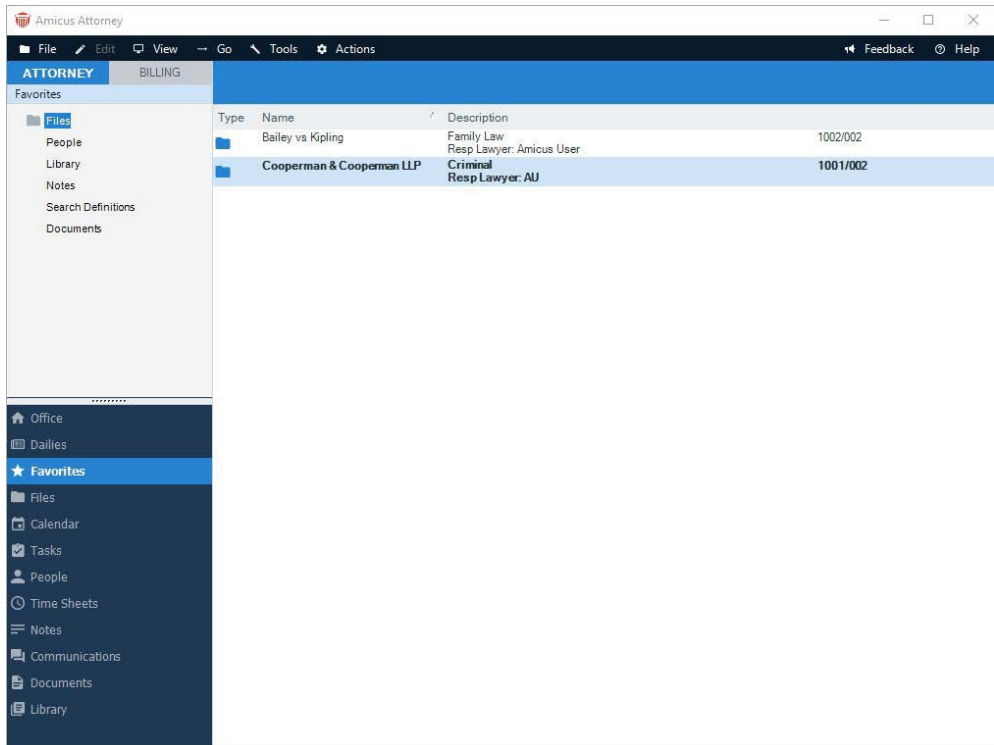 Amicus Attorney
File Edit View Go Tools Actions Feedback Help
ATTORNEY BILLING
Favorites
Files
People
Library
Notes
Search Definitions
Documents
Type Name Description
Bailey vs Kipling Family Law 1002/002
Resp Lawyer: Amicus User
Cooperman & Cooperman LLP Criminal 1001/002
Resp Lawyer: AU
Office
Dailies
Favorites
Files
Calendar
Tasks
People
Time Sheets
Notes
Communications
Documents
Library